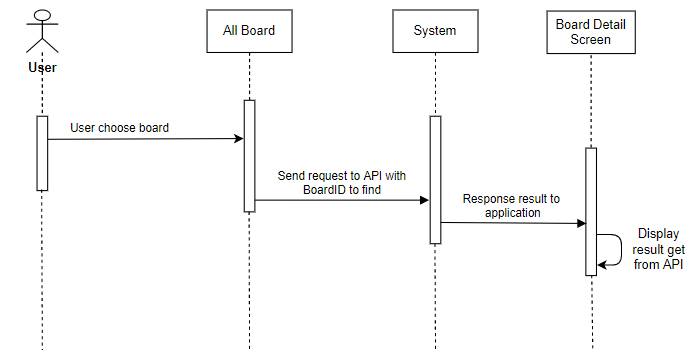 User
All Board
System
Board Detail
Screen
User choose board
Send request to API with
BoardID to find
Response result to
application
Display
result get
from API